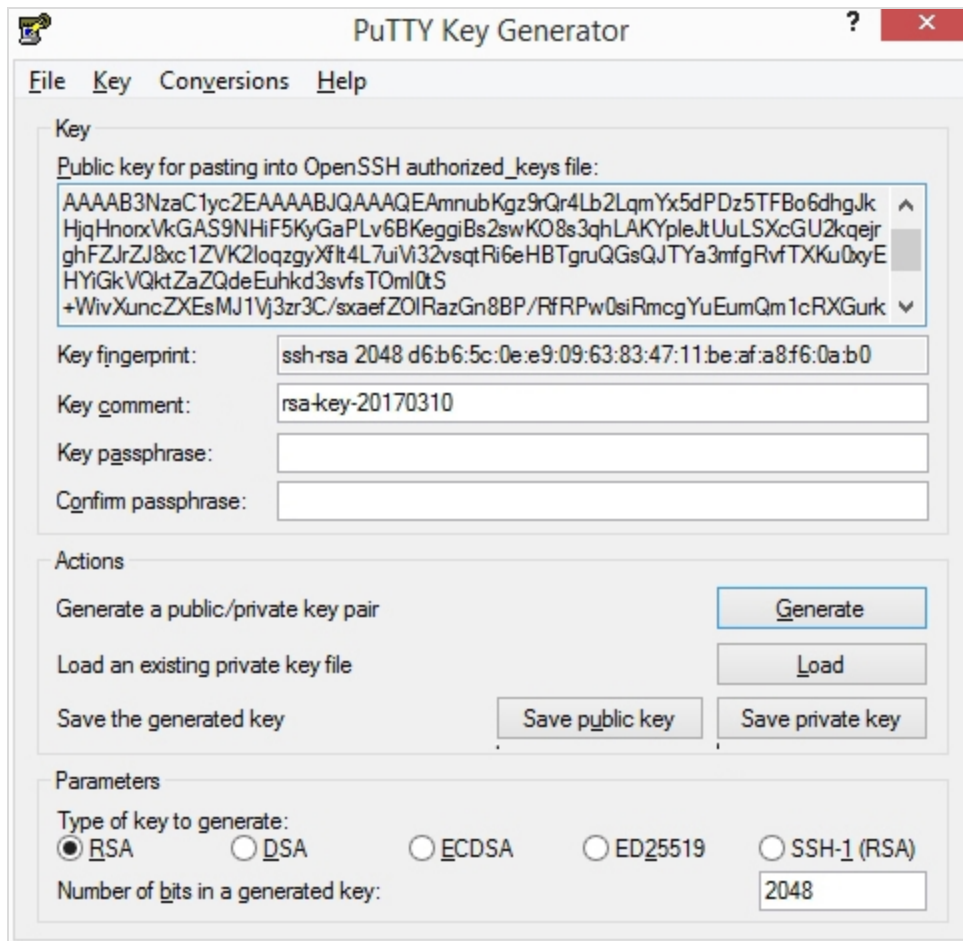 PuTTY Key Generator
?
File Key Conversions Help
Key
Public key for pasting into OpenSSH authorized_keys file:
AAAAB3NzaC1yc2EAAAABJQAAAQEAmnubKgz9rQr4Lb2LqmYx5dPDz5TFBo6dhgJk
HjqHnorxVkGAS9NHiF5KyGaPLv6BKeggiBs2swKO8s3qhLAKYpleJtUuLSXcGU2kqejr
ghFZJrZJ8xc1ZVK2loqzgyXflt4L7uiVi32vsqtRi6eHBTgruQGsQJTYa3mfgRvfTXKu0xyE
HYiGkVQktZaZQdeEuhkd3svfsTOml0tS
+WivXuncZXEsMJ1Vj3zr3C/sxaefZOIRazGn8BP/RfRPw0siRmcgYuEumQm1cRXGurk
Key fingerprint: ssh-rsa 2048 d6:b6:5c:0e:e9:09:63:83:47:11:be:af:a8:f6:0a:b0
Key comment: rsa-key-20170310
Key passphrase:
Confirm passphrase:
Actions
Generate a public/private key pair Generate
Load an existing private key file Load
Save the generated key Save public key Save private key
Parameters
Type of key to generate:
RSA DSA ECDSA ED25519 SSH-1 (RSA)
Number of bits in a generated key: 2048